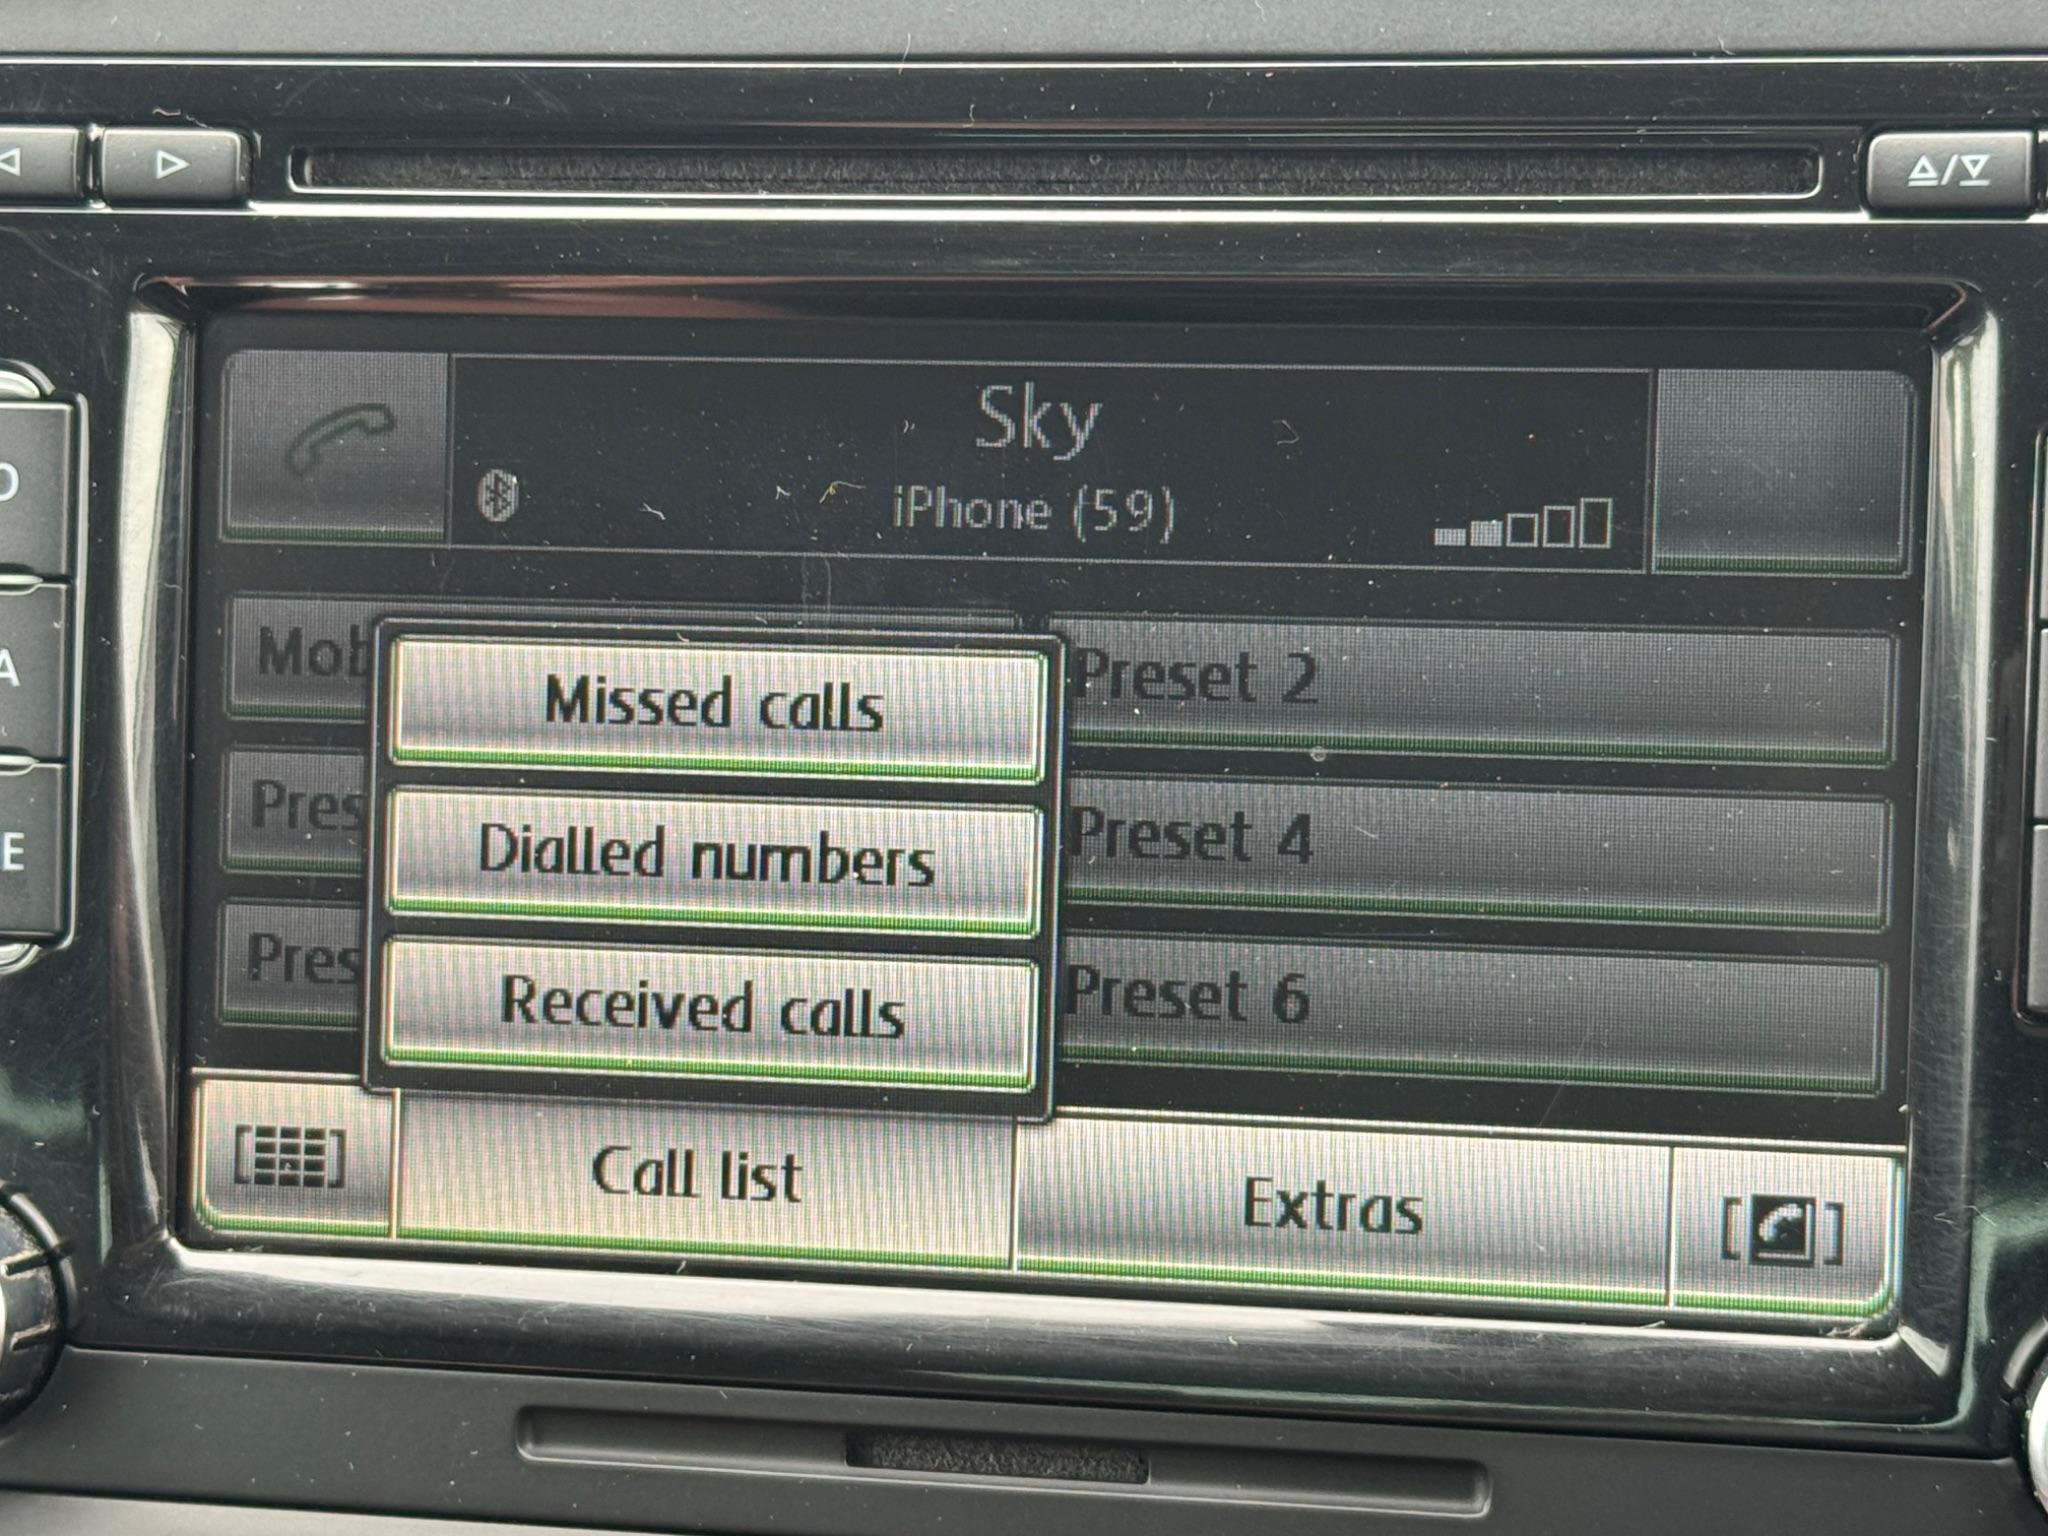 Sky
iPhone (59)
Preset 2
Missed calls
Preset 4
Dialled numbers
Preset 6
Received calls
Call list
Extras